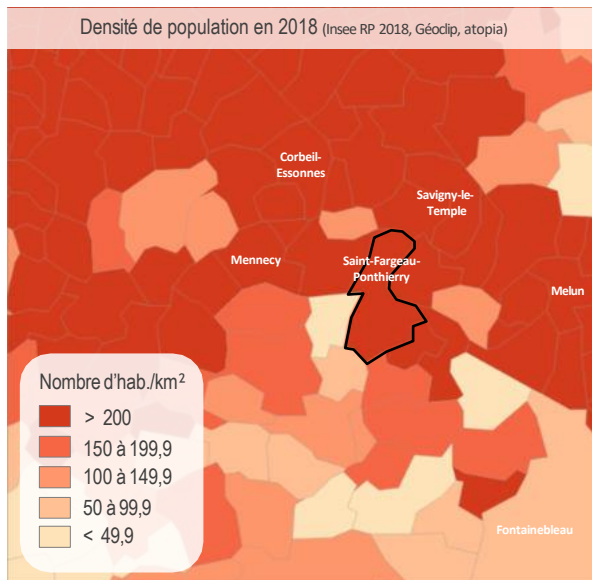 Densité de population en 2018 (Insee RP 2018, Géoclip, atopia)
Corbeil-
Essonnes
Savigny-le-
Temple
Mennecy
Saint-Fargeau-
Ponthierry
Melun
Nombre d'hab./km²
> 200
150 à 199,9
100 à 149,9
50 à 99,9
< 49,9
Fontainebleau